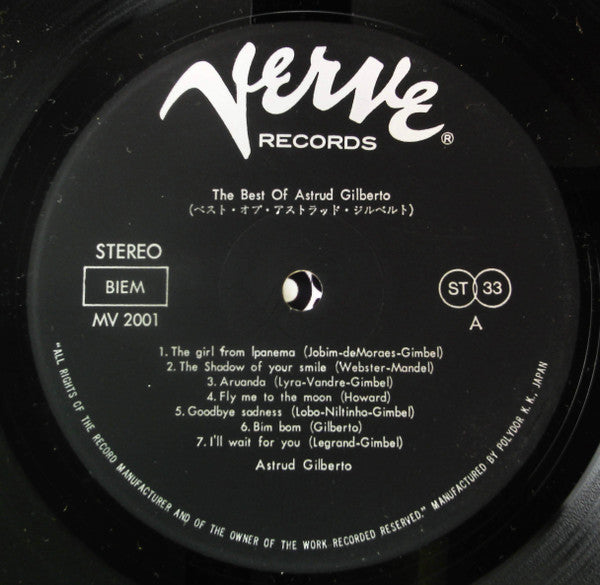 Verve
RECORDS ®
The Best Of Astrud Gilberto
(ベスト・オブ・アストラッド・ジルベルト)
STEREO
BIEM
MV 2001
ST 33
A
1. The girl from Ipanema (Jobim-deMoraes-Gimbel)
2. The Shadow of your smile (Webster-Mandel)
3. Aruanda (Lyra-Vandre-Gimbel)
4. Fly me to the moon (Howard)
5. Goodbye sadness (Lobo-Niltinho-Gimbel)
6. Bim bom (Gilberto)
7. I'll wait for you (Legrand-Gimbel)
Astrud Gilberto
"ALL RIGHTS OF THE RECORD MANUFACTURER AND OF THE OWNER OF THE WORK RECORDED RESERVED." MANUFACTURED BY POLYDOR K. K., JAPAN